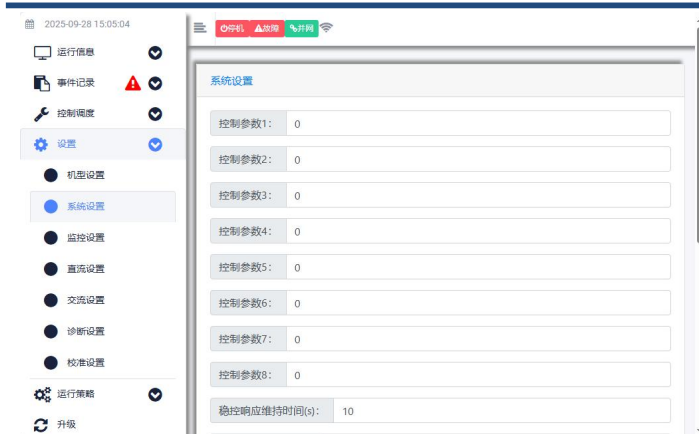 2025-09-28 15:05:04
停机 故障 并网
运行信息
事件记录
控制调度
设置
机型设置
系统设置
监控设置
直流设置
交流设置
诊断设置
校准设置
运行策略
升级
系统设置
控制参数1: 0
控制参数2: 0
控制参数3: 0
控制参数4: 0
控制参数5: 0
控制参数6: 0
控制参数7: 0
控制参数8: 0
稳控响应维持时间(s): 10